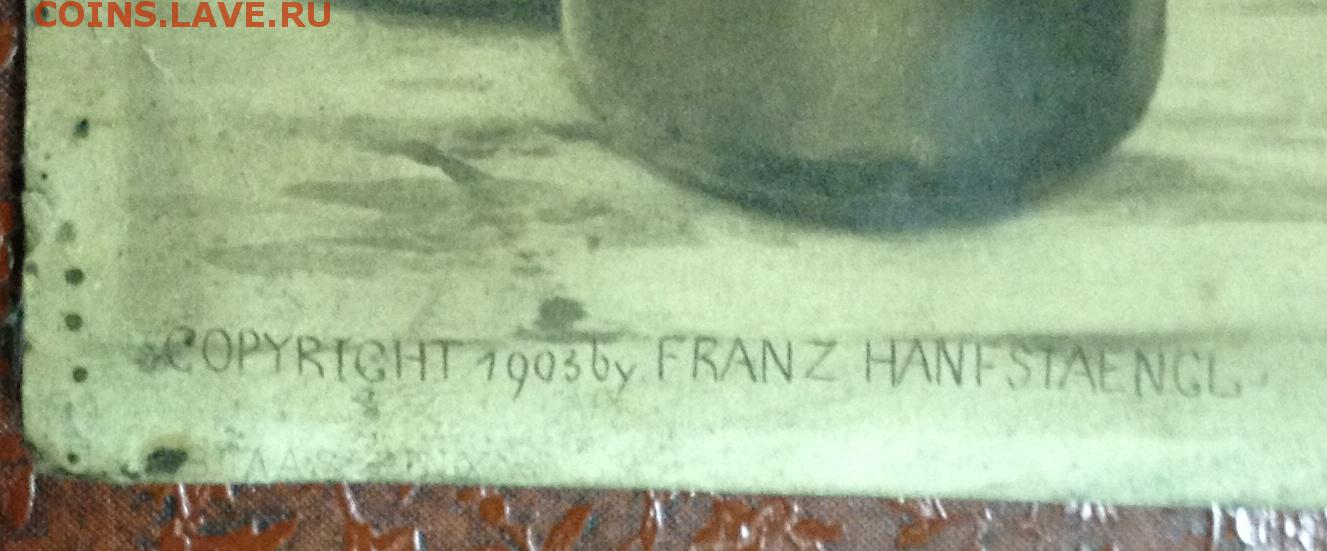 COINS.LAVE.RU
COPYRIGHT 1903 by FRANZ HANFSTAENGL